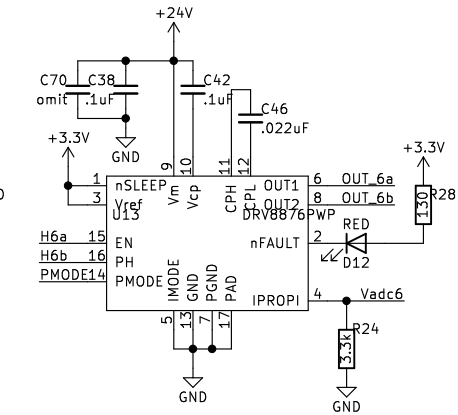 +24V
C70
C38
C42
omit
.1uF
.1uF
C46
.022uF
GND
+3.3V
+3.3V
9
10
11
12
Vm
Vcp
CPH
CPL
1
nSLEEP
OUT1
6
OUT_6a
3
Vref
OUT2
8
OUT_6b
U13
DRV8876PWP
130
R28
H6a
15
EN
nFAULT
2
RED
D12
H6b
16
PH
PMODE
14
PMODE
IMODE
GND
PGND
PAD
IPROPI
4
Vadc6
5
13
7
17
3.3k
R24
GND
GND